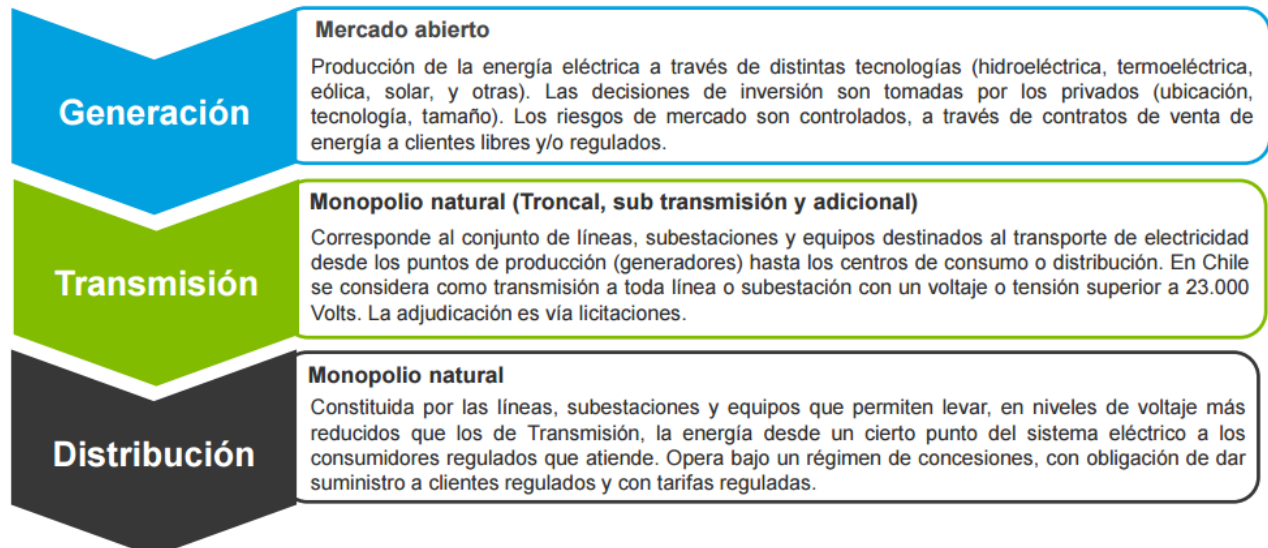 Generación
Mercado abierto
Producción de la energía eléctrica a través de distintas tecnologías (hidroeléctrica, termoeléctrica,
eólica, solar, y otras). Las decisiones de inversión son tomadas por los privados (ubicación,
tecnología, tamaño). Los riesgos de mercado son controlados, a través de contratos de venta de
energía a clientes libres y/o regulados.
Transmisión
Monopolio natural (Troncal, sub transmisión y adicional)
Corresponde al conjunto de líneas, subestaciones y equipos destinados al transporte de electricidad
desde los puntos de producción (generadores) hasta los centros de consumo o distribución. En Chile
se considera como transmisión a toda línea o subestación con un voltaje o tensión superior a 23.000
Volts. La adjudicación es vía licitaciones.
Distribución
Monopolio natural
Constituida por las líneas, subestaciones y equipos que permiten levar, en niveles de voltaje más
reducidos que los de Transmisión, la energía desde un cierto punto del sistema eléctrico a los
consumidores regulados que atiende. Opera bajo un régimen de concesiones, con obligación de dar
suministro a clientes regulados y con tarifas reguladas.